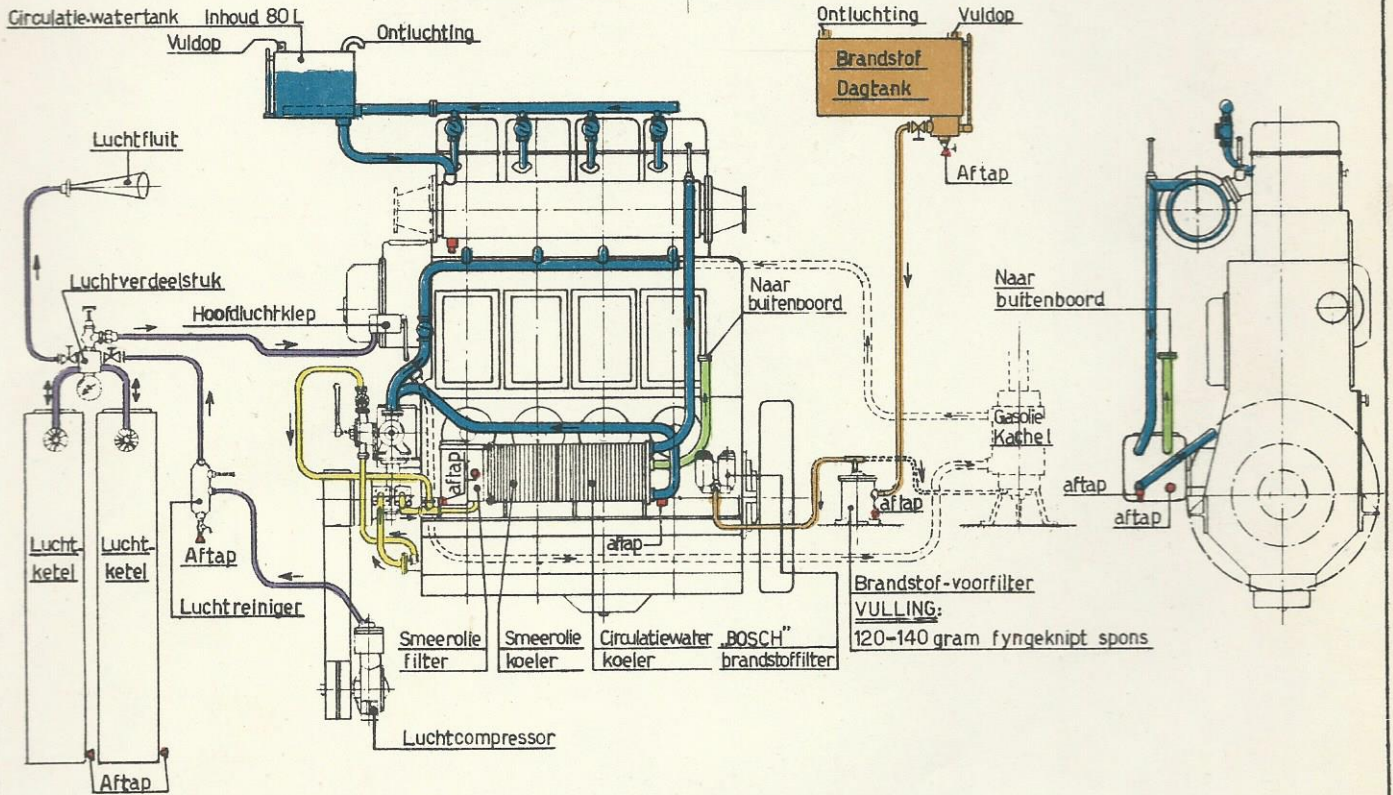 Circulatie-watertank Inhoud 80 L
Vuldop
Ontluchting
Ontluchting
Vuldop
Brandstof
Dagtank
Aftap
Luchtfluit
Luchtverdeelstuk
Hoofdluchtklep
Naar
buitenboord
Naar
buitenboord
Gasolie
Kachel
aftap
aftap
aftap
aftap
aftap
Lucht-
ketel
Lucht-
ketel
Aftap
Luchtreiniger
Smeerolie
filter
Smeerolie
koeler
Circulatiewater
koeler
„BOSCH"
brandstoffilter
Brandstof-voorfilter
VULLING:
120-140 gram fyngeknipt spons
Luchtcompressor
Aftap